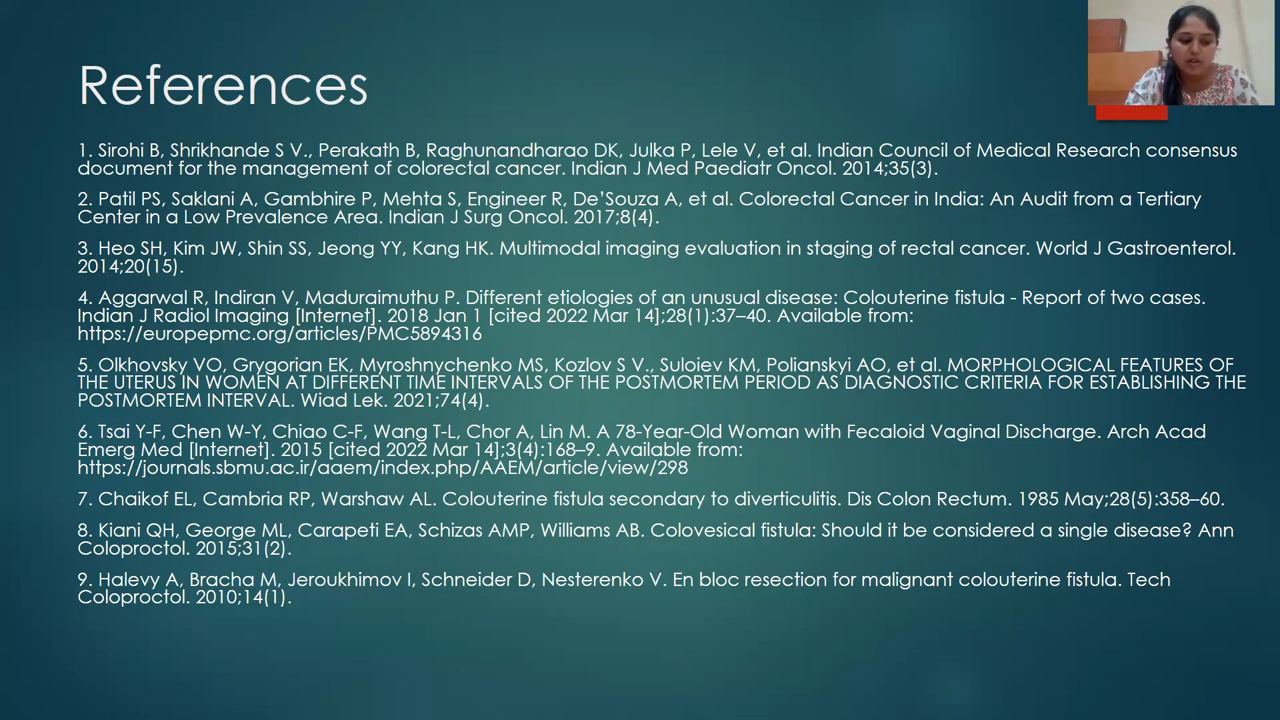 References
1. Sirohi B, Shrikhande S V., Perakath B, Raghunandharao DK, Julka P, Lele V, et al. Indian Council of Medical Research consensus
document for the management of colorectal cancer. Indian J Med Paediatr Oncol. 2014;35(3).
2. Patil PS, Saklani A, Gambhire P, Mehta S, Engineer R, De’Souza A, et al. Colorectal Cancer in India: An Audit from a Tertiary
Center in a Low Prevalence Area. Indian J Surg Oncol. 2017;8(4).
3. Heo SH, Kim JW, Shin SS, Jeong YY, Kang HK. Multimodal imaging evaluation in staging of rectal cancer. World J Gastroenterol.
2014;20(15).
4. Aggarwal R, Indiran V, Maduraimuthu P. Different etiologies of an unusual disease: Colouterine fistula - Report of two cases.
Indian J Radiol Imaging [Internet]. 2018 Jan 1 [cited 2022 Mar 14];28(1):37–40. Available from:
https://europepmc.org/articles/PMC5894316
5. Olkhovsky VO, Grygorian EK, Myroshnychenko MS, Kozlov S V., Suloiev KM, Polianskyi AO, et al. MORPHOLOGICAL FEATURES OF
THE UTERUS IN WOMEN AT DIFFERENT TIME INTERVALS OF THE POSTMORTEM PERIOD AS DIAGNOSTIC CRITERIA FOR ESTABLISHING THE
POSTMORTEM INTERVAL. Wiad Lek. 2021;74(4).
6. Tsai Y-F, Chen W-Y, Chiao C-F, Wang T-L, Chor A, Lin M. A 78-Year-Old Woman with Fecaloid Vaginal Discharge. Arch Acad
Emerg Med [Internet]. 2015 [cited 2022 Mar 14];3(4):168–9. Available from:
https://journals.sbmu.ac.ir/aaem/index.php/AAEM/article/view/298
7. Chaikof EL, Cambria RP, Warshaw AL. Colouterine fistula secondary to diverticulitis. Dis Colon Rectum. 1985 May;28(5):358–60.
8. Kiani QH, George ML, Carapeti EA, Schizas AMP, Williams AB. Colovesical fistula: Should it be considered a single disease? Ann
Coloproctol. 2015;31(2).
9. Halevy A, Bracha M, Jeroukhimov I, Schneider D, Nesterenko V. En bloc resection for malignant colouterine fistula. Tech
Coloproctol. 2010;14(1).